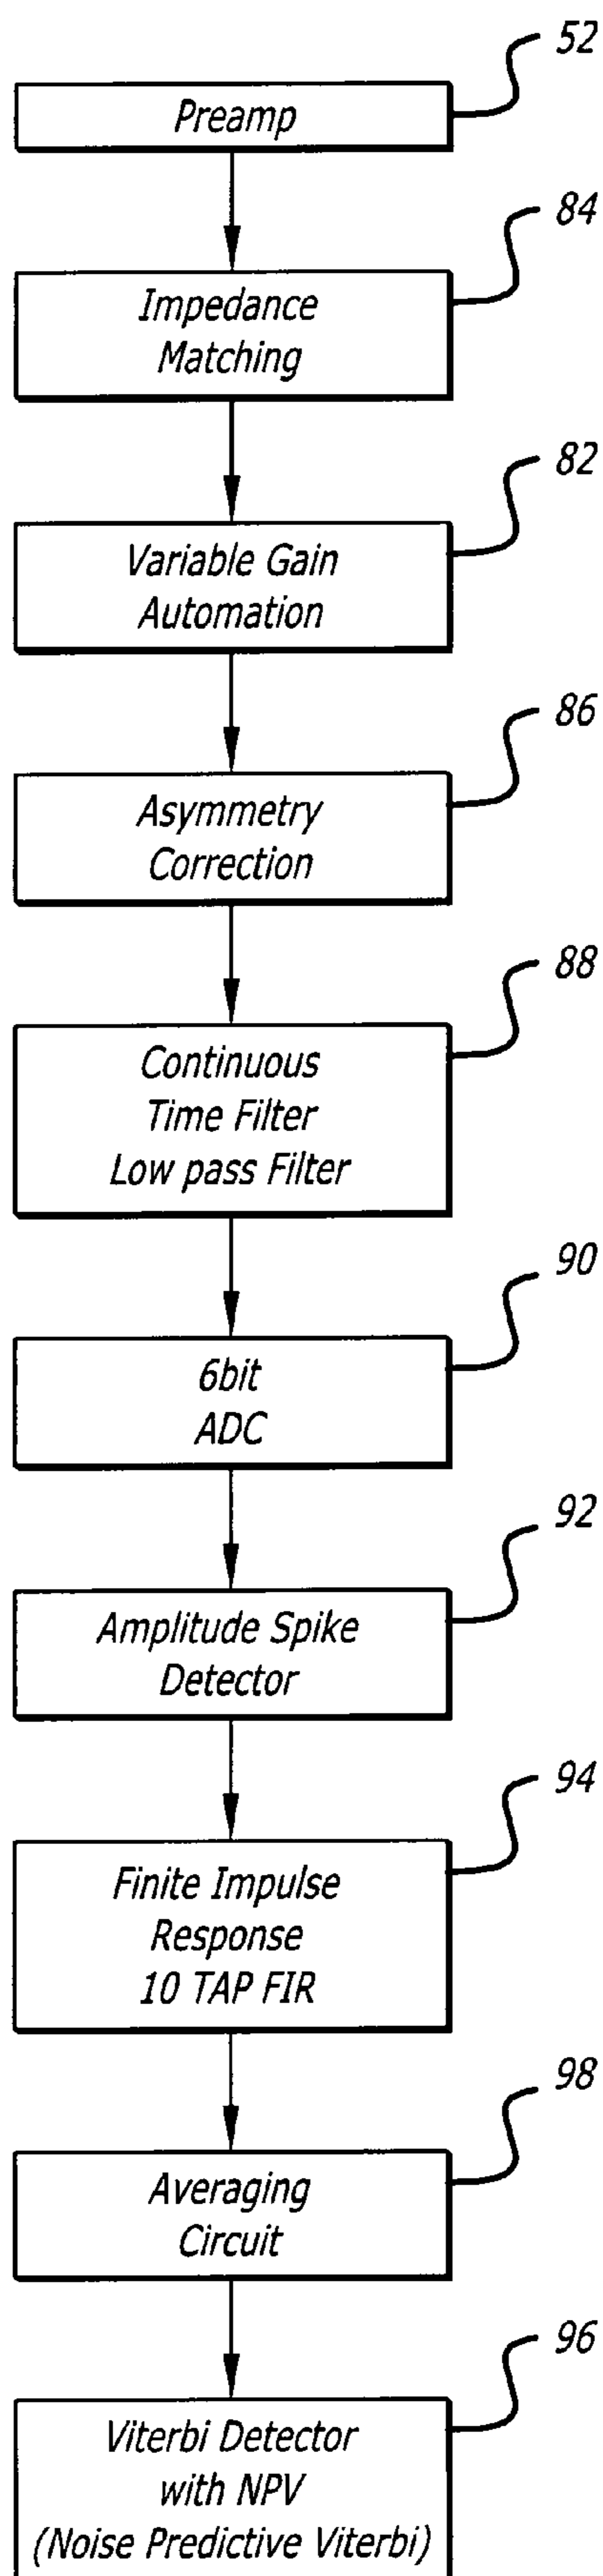 52
Preamp
84
Impedance
Matching
82
Variable Gain
Automation
86
Asymmetry
Correction
88
Continuous
Time Filter
Low pass Filter
90
6bit
ADC
92
Amplitude Spike
Detector
94
Finite Impulse
Response
10 TAP FIR
98
Averaging
Circuit
96
Viterbi Detector
with NPV
(Noise Predictive Viterbi)